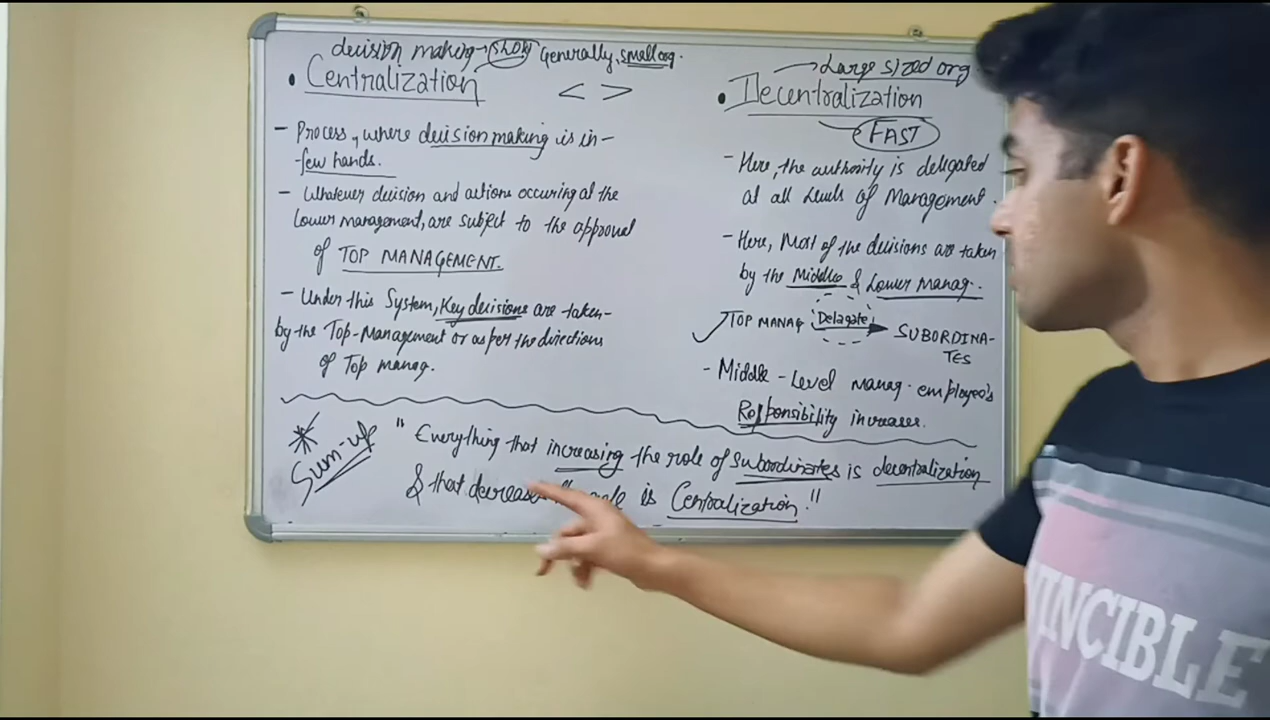 decision making → slow Generally, small org.
• Centralization
< >
- Process, where decision making is in -
few hands.
- Whatever decision and actions occuring at the
Lower management, are subject to the approval
of TOP MANAGEMENT.
- Under this System, Key decisions are taken -
by the Top-Management or as per the directions
of Top manag.
Large sized org
• Decentralization
FAST
- Here, the authority is delegated
at all Levels of Management.
- Here, Most of the decisions are taken
by the Middle & Lower manag.
TOP MANAG Delagate SUBORDINA-
TES
- Middle - Level manag. employee's
Responsibility increases.
Sum-up
" Everything that increasing the role of Subordinates is decentralization
& that decreases role is Centralization. "
INVINCIBLE